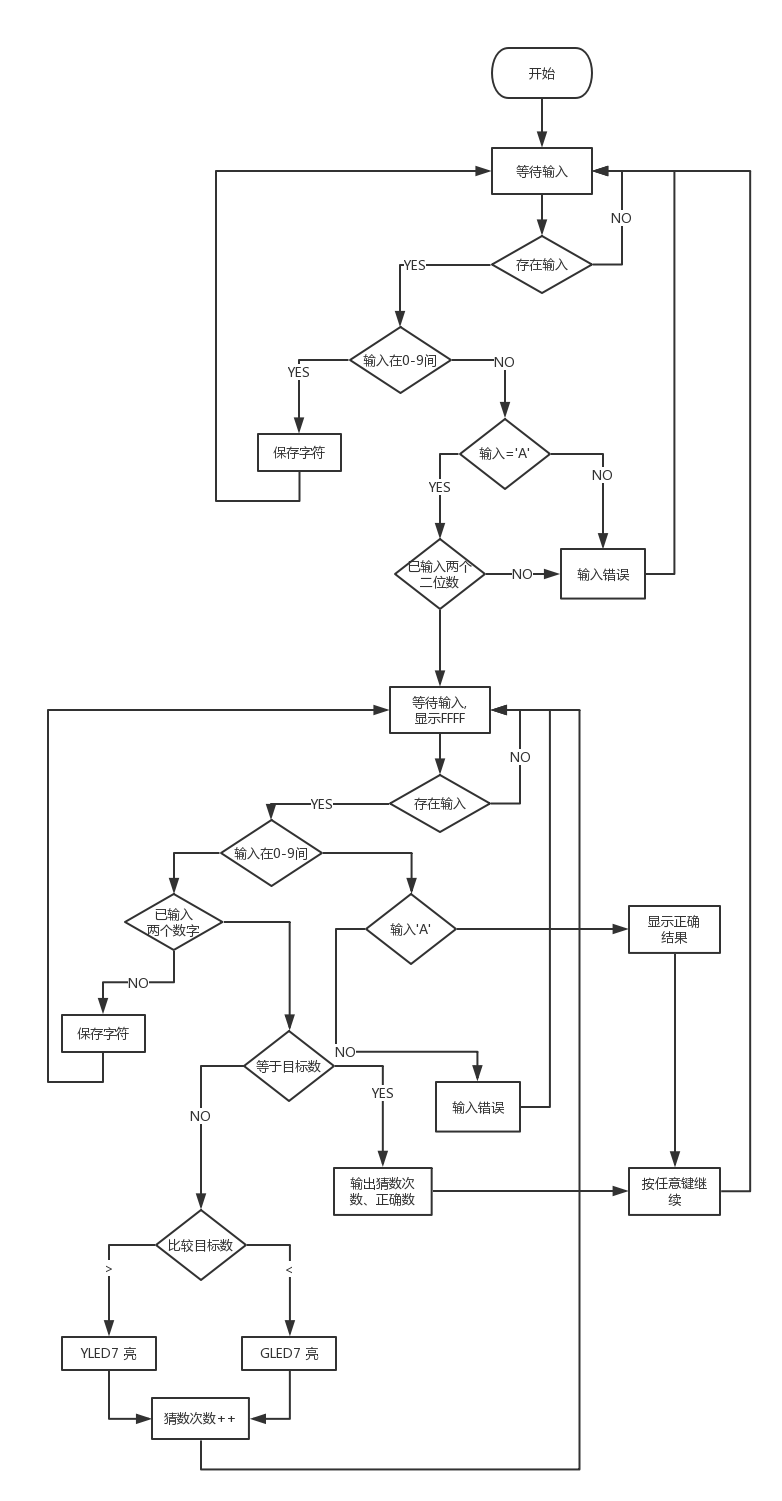 开始
等待输入
NO
存在输入
YES
输入在0-9间
NO
YES
保存字符
输入='A'
NO
YES
已输入两个
二位数
NO
输入错误
等待输入,
显示FFFF
NO
存在输入
YES
输入在0-9间
已输入
两个数字
输入'A'
显示正确
结果
NO
保存字符
NO
等于目标数
YES
输入错误
NO
输出猜数次
数、正确数
按任意键继
续
比较目标数
>
<
YLED7 亮
GLED7 亮
猜数次数++